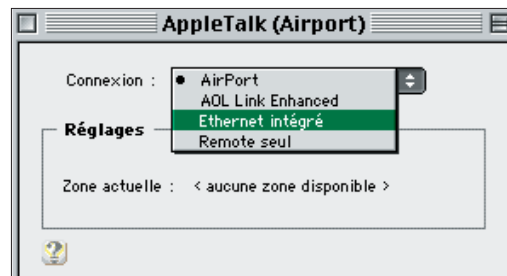 AppleTalk (Airport)
Connexion : • AirPort
AOL Link Enhanced
Ethernet intégré
Remote seul
Réglages
Zone actuelle : < aucune zone disponible >
?